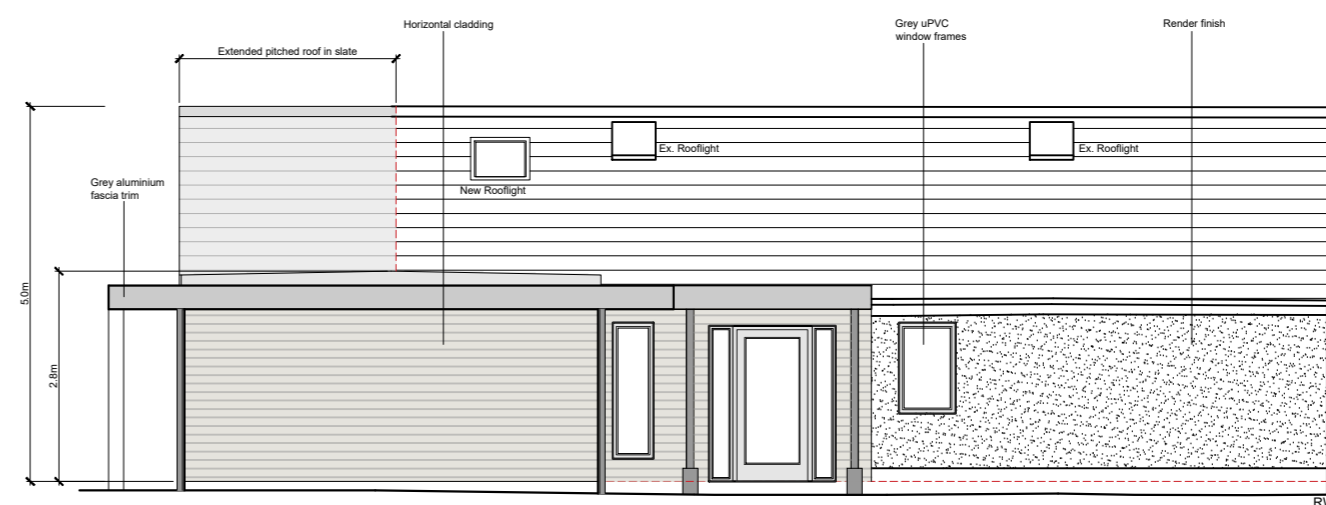 Horizontal cladding
Grey uPVC
window frames
Render finish
Extended pitched roof in slate
Ex. Rooflight
Ex. Rooflight
New Rooflight
Grey aluminium
fascia trim
5.0m
2.8m